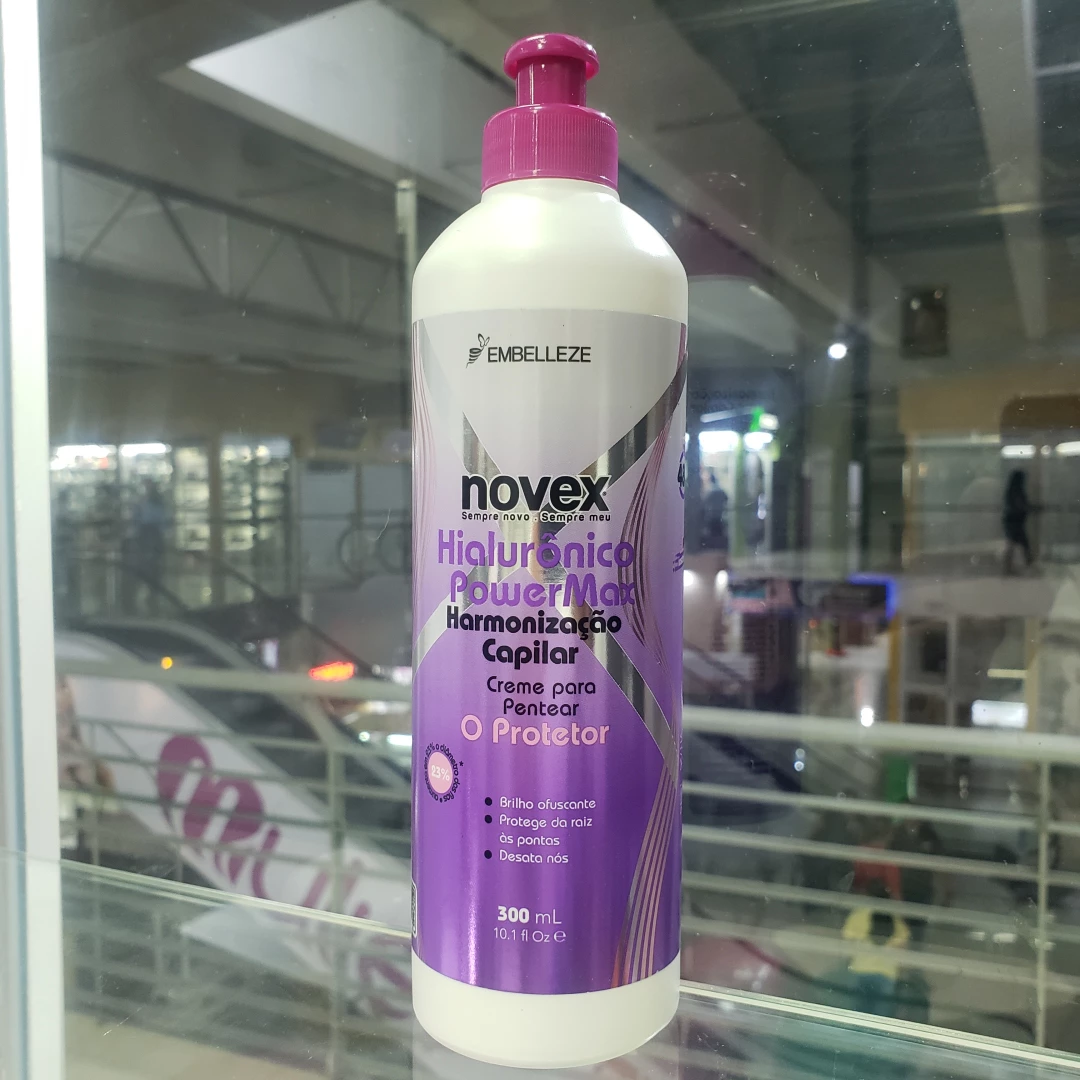 EMBELLEZE
novex
Sempre novo . Sempre meu
Hialurônico
PowerMax
Harmonização
Capilar
Creme para
Pentear
O Protetor
23%
Brilho ofuscante
Protege da raiz
às pontas
Desata nós
300 mL
10.1 fl Oz ℮